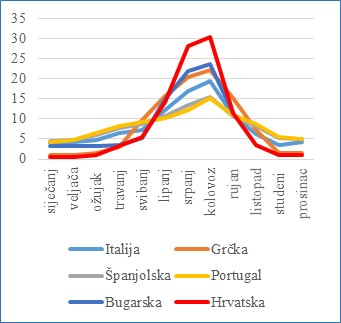 35
30
25
20
15
10
5
0
siječanj
veljača
ožujak
travanj
svibanj
lipanj
srpanj
kolovoz
rujan
listopad
studeni
prosinac
Italija Grčka
Španjolska Portugal
Bugarska Hrvatska